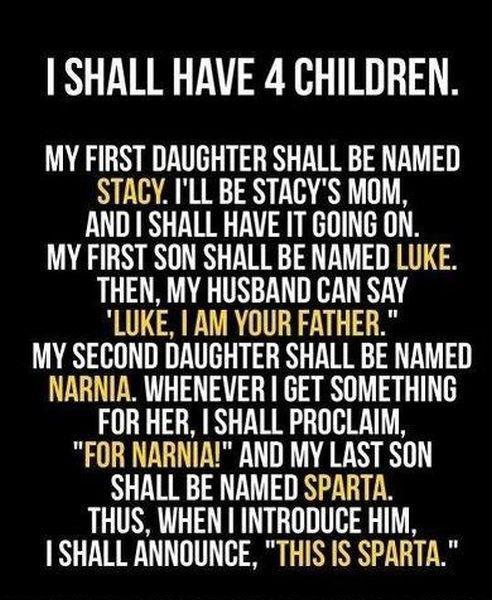 I SHALL HAVE 4 CHILDREN.
MY FIRST DAUGHTER SHALL BE NAMED
STACY. I'LL BE STACY'S MOM,
AND I SHALL HAVE IT GOING ON.
MY FIRST SON SHALL BE NAMED LUKE.
THEN, MY HUSBAND CAN SAY
'LUKE, I AM YOUR FATHER."
MY SECOND DAUGHTER SHALL BE NAMED
NARNIA. WHENEVER I GET SOMETHING
FOR HER, I SHALL PROCLAIM,
"FOR NARNIA!" AND MY LAST SON
SHALL BE NAMED SPARTA.
THUS, WHEN I INTRODUCE HIM,
I SHALL ANNOUNCE, "THIS IS SPARTA."